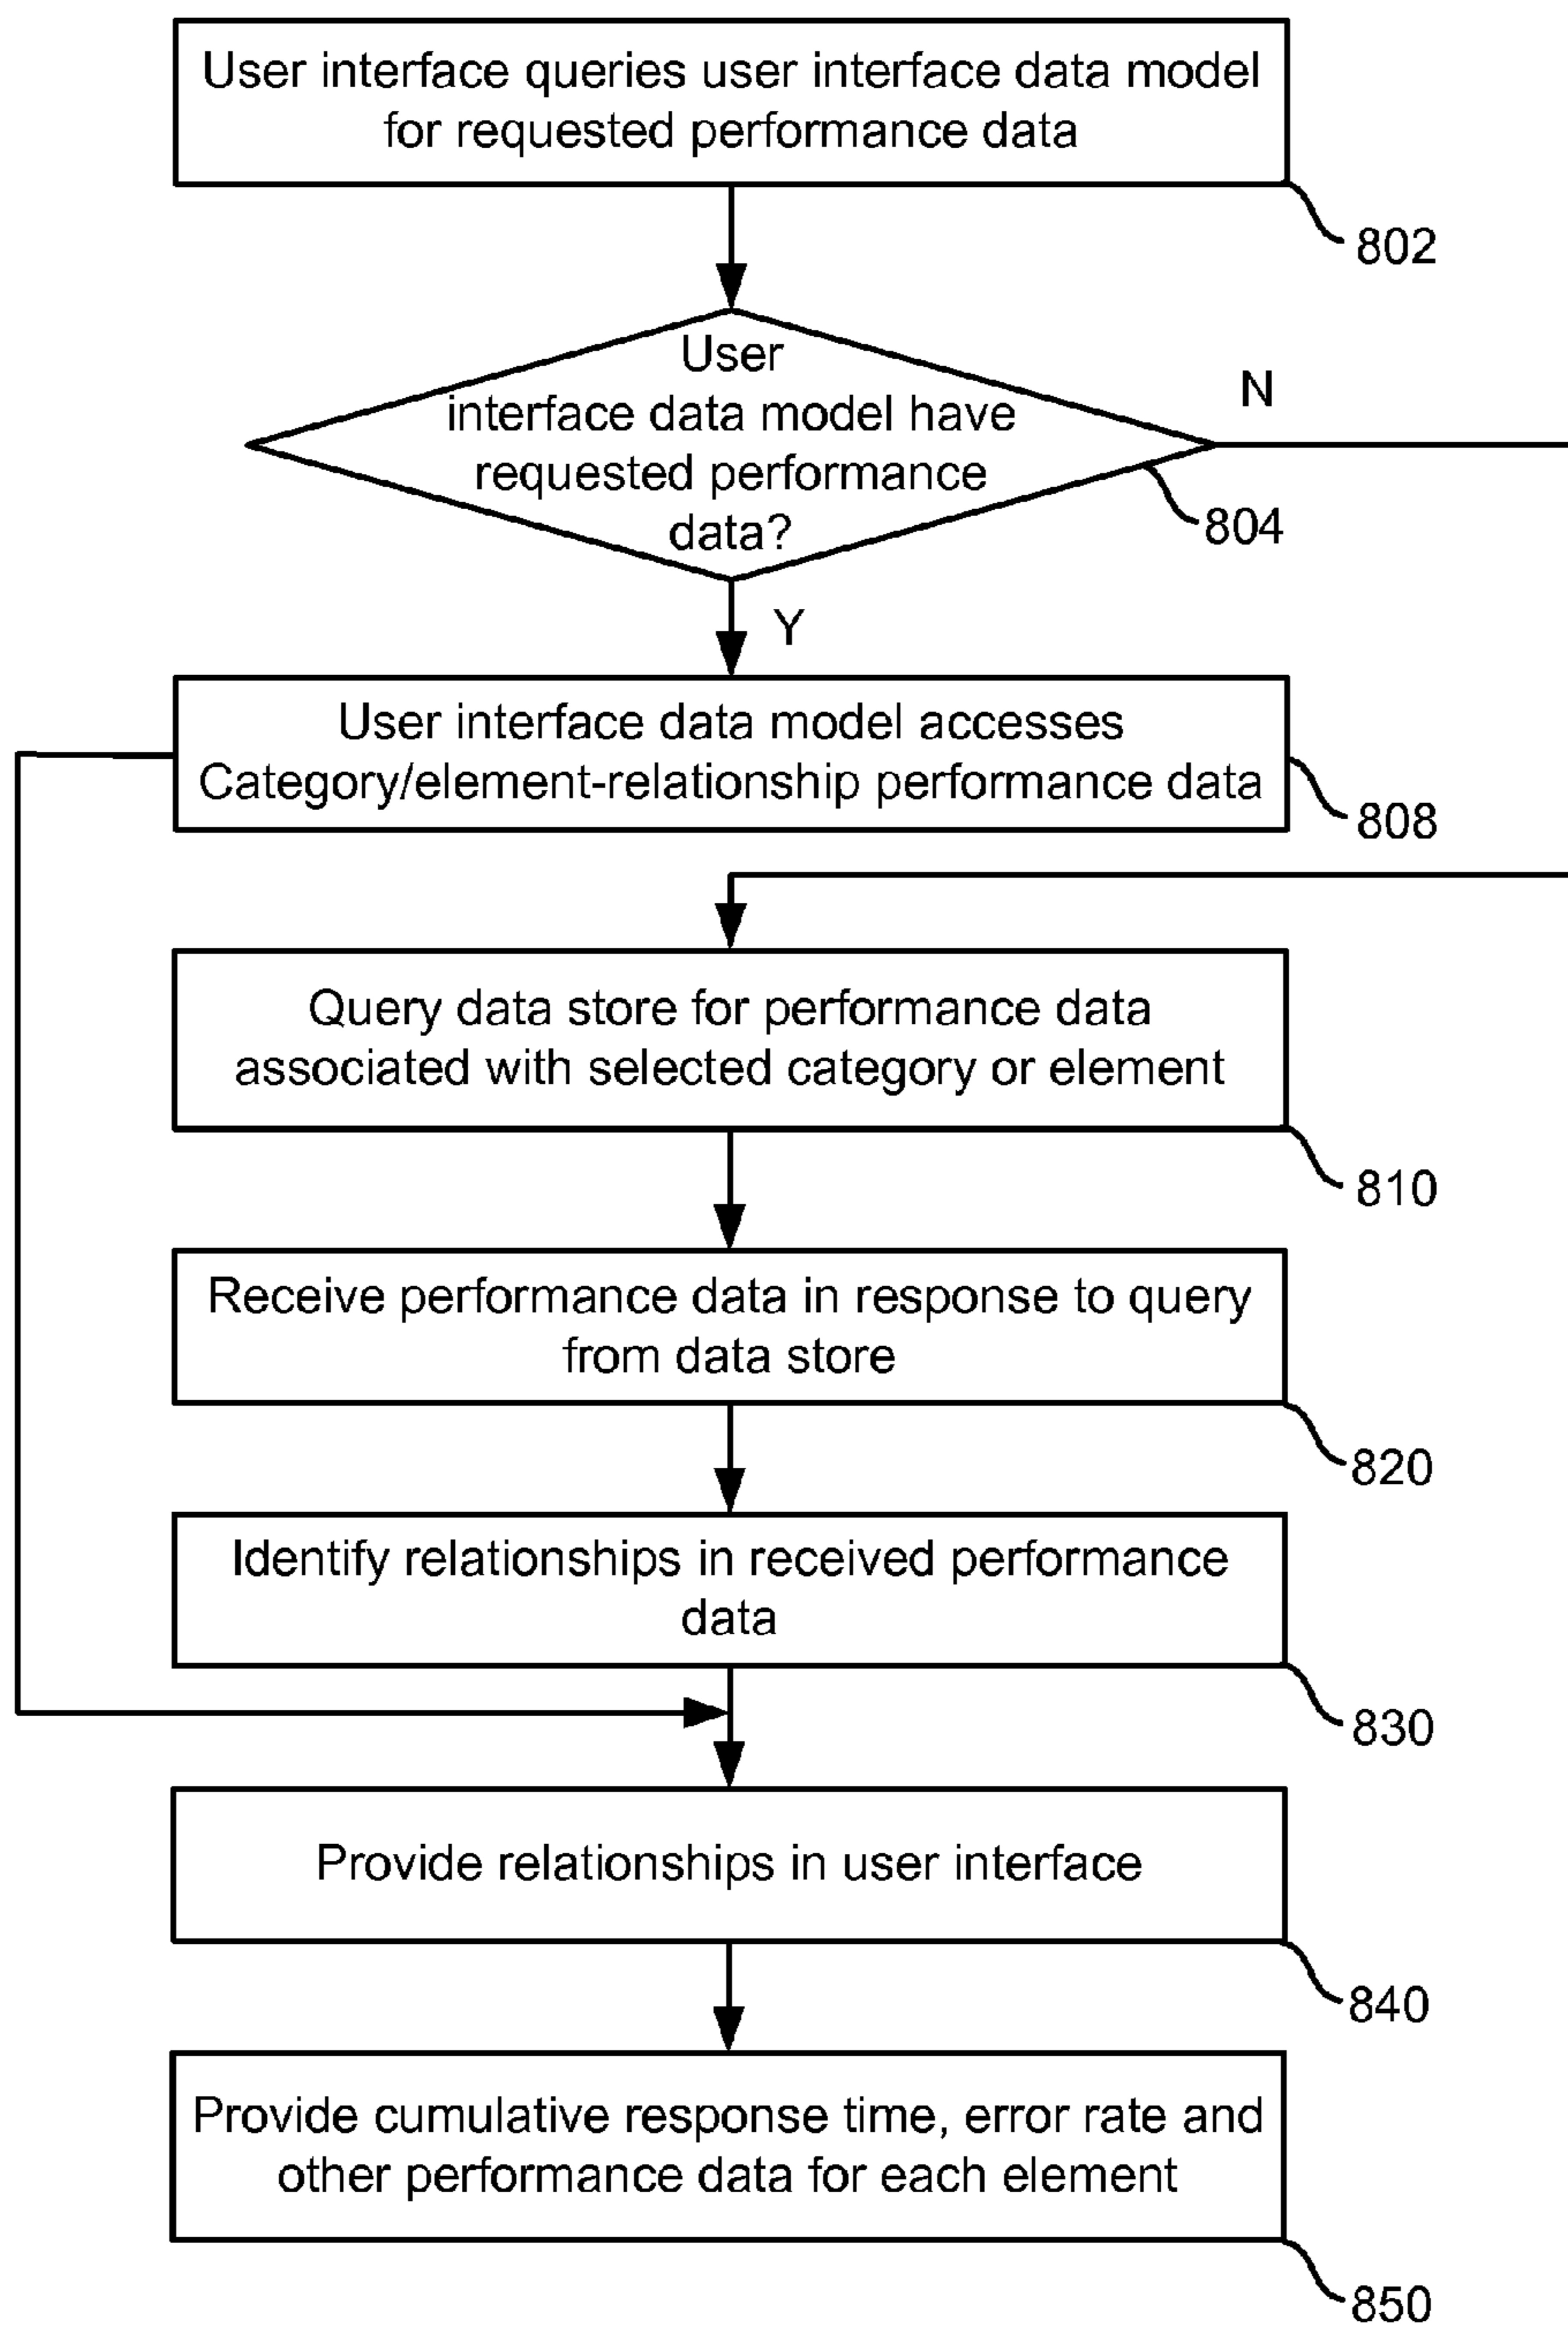 User interface queries user interface data model
for requested performance data
802
User
interface data model have
requested performance
data?
N
804
Y
User interface data model accesses
Category/element-relationship performance data
808
Query data store for performance data
associated with selected category or element
810
Receive performance data in response to query
from data store
820
Identify relationships in received performance
data
830
Provide relationships in user interface
840
Provide cumulative response time, error rate and
other performance data for each element
850